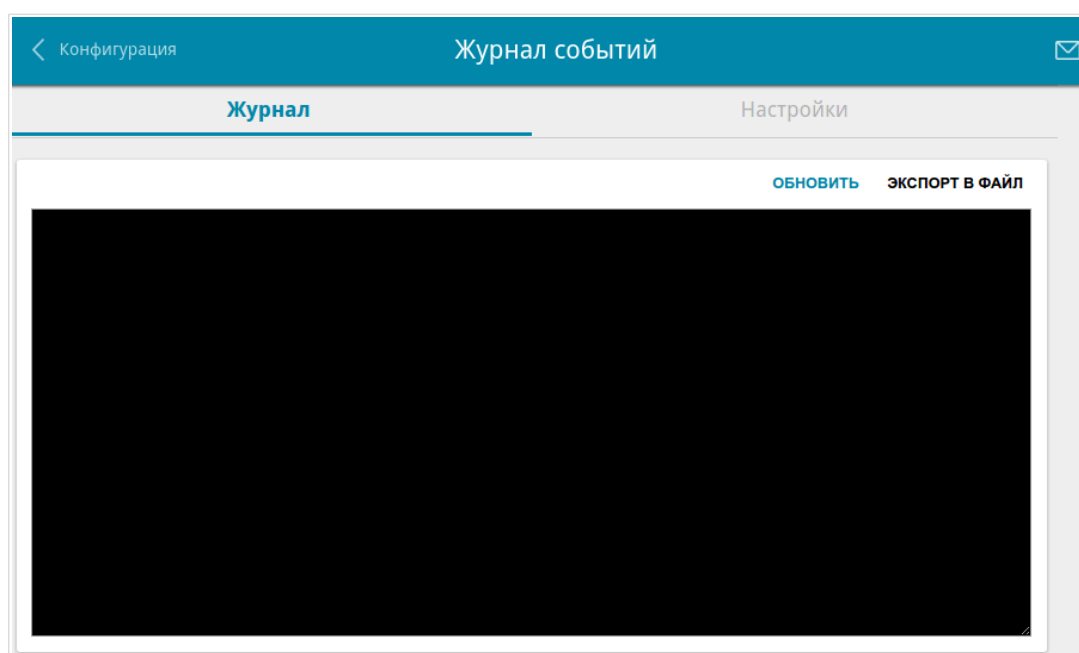 Конфигурация
Журнал событий
Журнал
Настройки
ОБНОВИТЬ
ЭКСПОРТ В ФАЙЛ